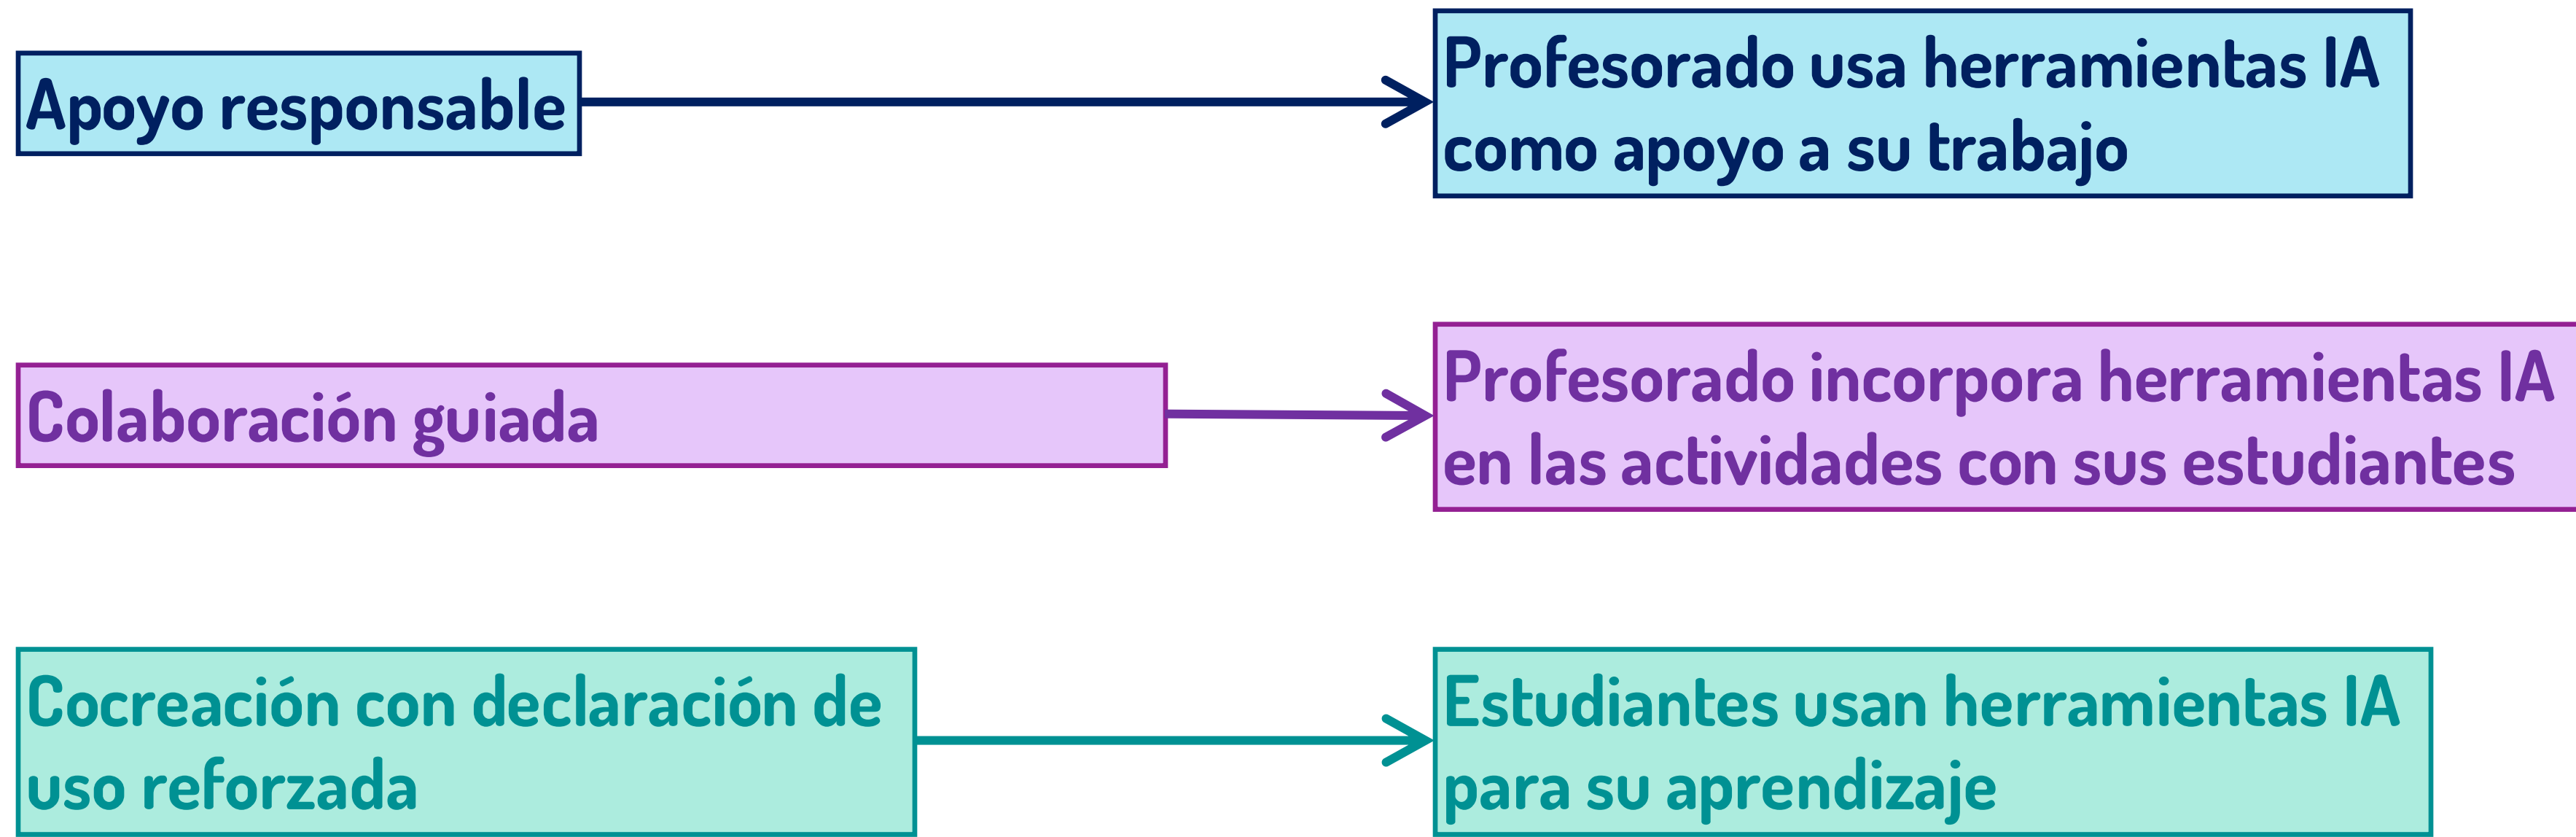 Apoyo responsable
Profesorado usa herramientas IA
como apoyo a su trabajo
Colaboración guiada
Profesorado incorpora herramientas IA
en las actividades con sus estudiantes
Cocreación con declaración de
uso reforzada
Estudiantes usan herramientas IA
para su aprendizaje